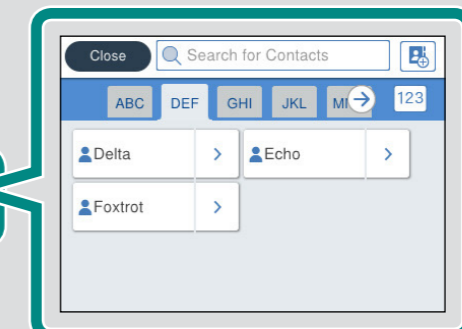 Close Search for Contacts
ABC DEF GHI JKL 123
Delta Echo
Foxtrot